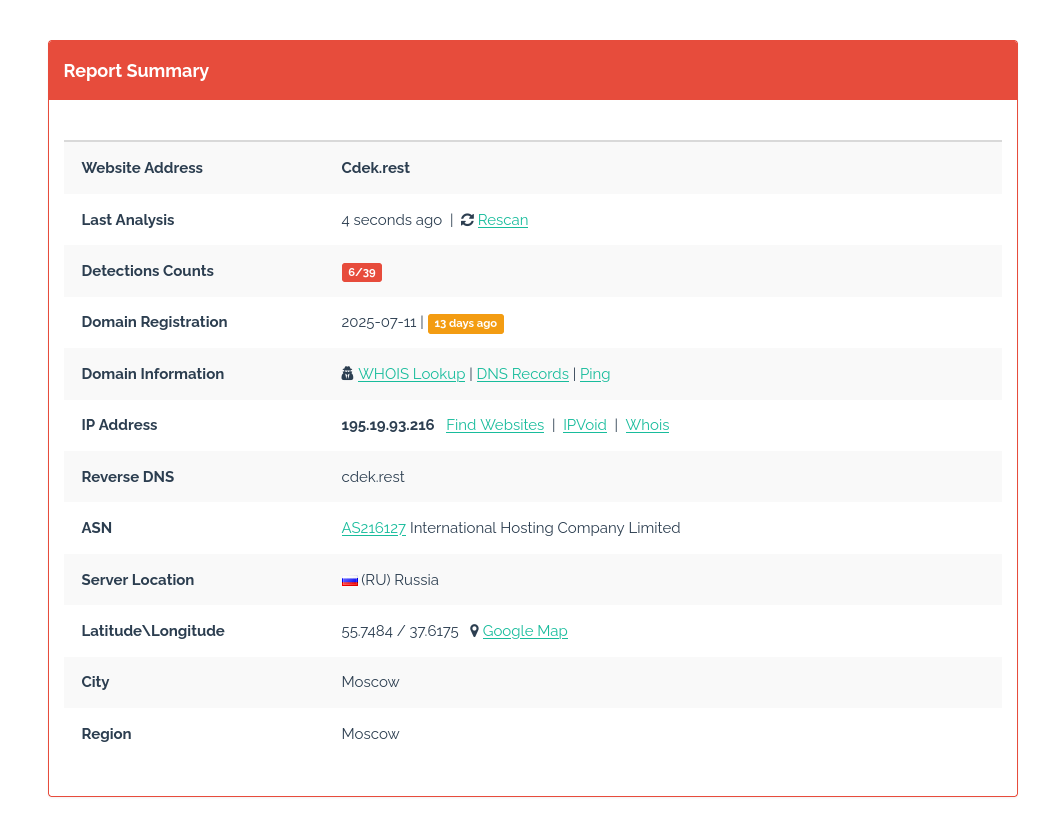 Report Summary
Website Address Cdek.rest
Last Analysis 4 seconds ago | Rescan
Detections Counts 6/39
Domain Registration 2025-07-11 | 13 days ago
Domain Information WHOIS Lookup | DNS Records | Ping
IP Address 195.19.93.216 Find Websites | IPVoid | Whois
Reverse DNS cdek.rest
ASN AS216127 International Hosting Company Limited
Server Location (RU) Russia
Latitude\Longitude 55.7484 / 37.6175 Google Map
City Moscow
Region Moscow